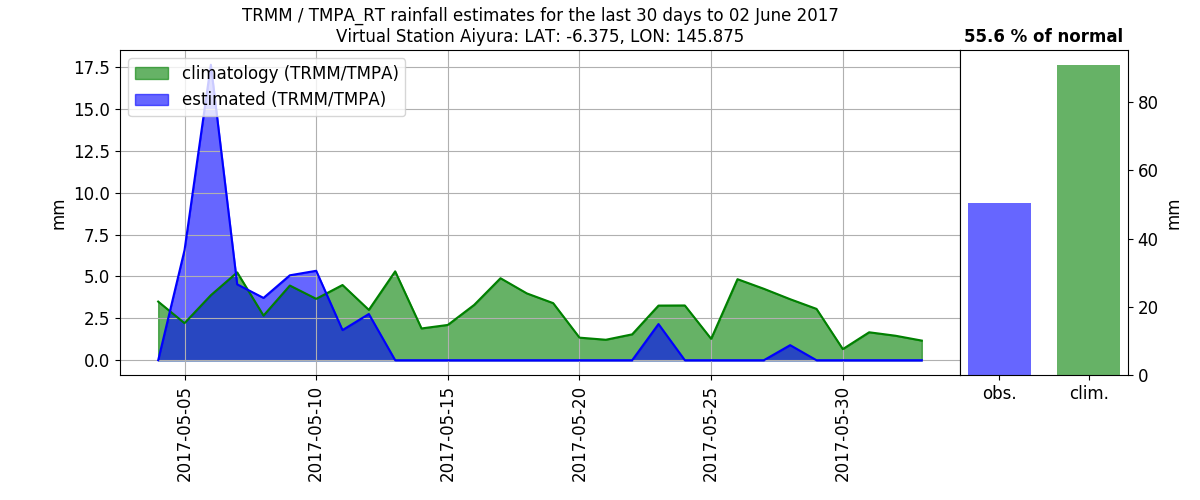 TRMM / TMPA_RT rainfall estimates for the last 30 days to 02 June 2017
Virtual Station Aiyura: LAT: -6.375, LON: 145.875
55.6 % of normal
climatology (TRMM/TMPA)
estimated (TRMM/TMPA)
17.5
15.0
12.5
10.0
7.5
5.0
2.5
0.0
mm
2017-05-05
2017-05-10
2017-05-15
2017-05-20
2017-05-25
2017-05-30
80
60
40
20
0
mm
obs.
clim.